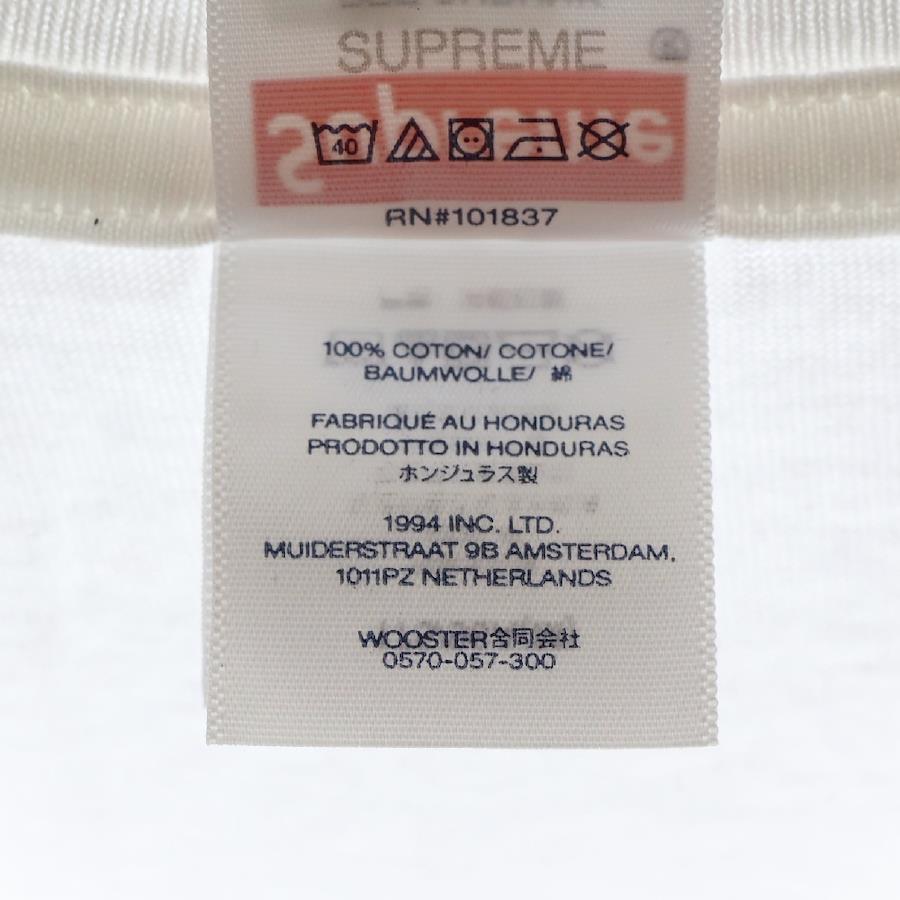 SUPREME
Supreme
40
RN#101837
100% COTON/ COTONE/
BAUMWOLLE/ 綿
FABRIQUÉ AU HONDURAS
PRODOTTO IN HONDURAS
ホンジュラス製
1994 INC. LTD.
MUIDERSTRAAT 9B AMSTERDAM,
1011PZ NETHERLANDS
WOOSTER合同会社
0570-057-300